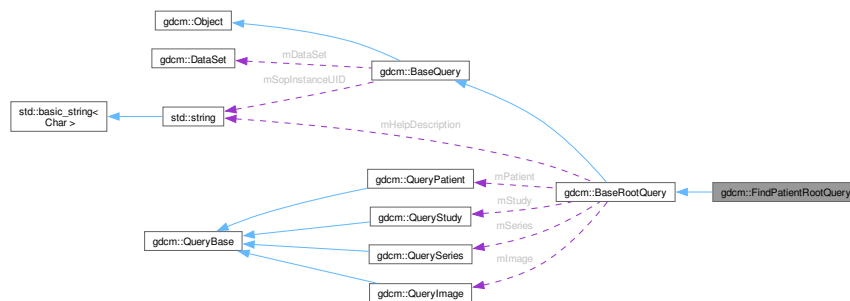 gdcm::Object
mDataSet
gdcm::DataSet
gdcm::BaseQuery
mSopInstanceUID
std::basic_string<
Char >
std::string
mHelpDescription
gdcm::QueryPatient
mPatient
gdcm::BaseRootQuery
gdcm::FindPatientRootQuery
mStudy
gdcm::QueryStudy
mSeries
gdcm::QueryBase
gdcm::QuerySeries
mImage
gdcm::QueryImage